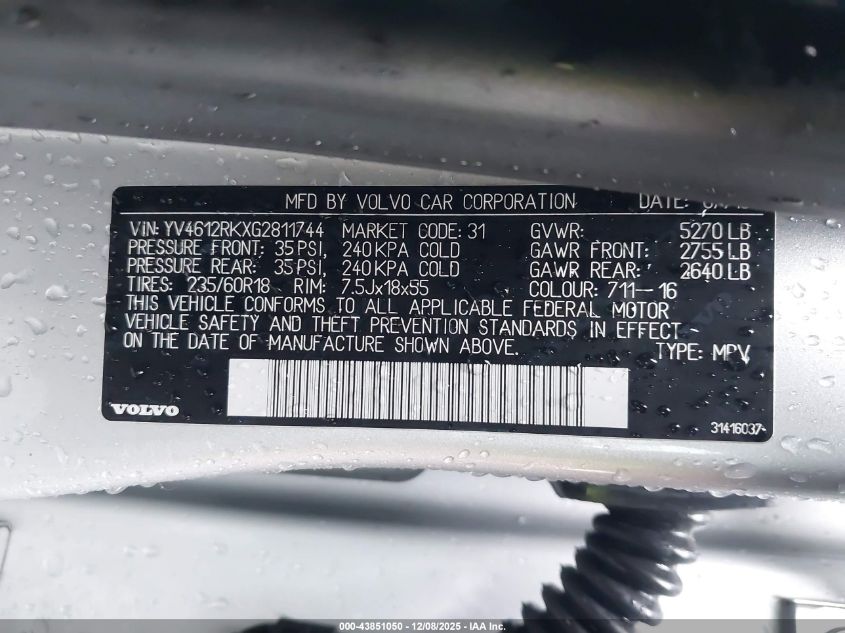 MFD BY VOLVO CAR CORPORATION DATE:
VIN: YV4612RKXG2811744 MARKET CODE: 31 GVWR: 5270 LB
PRESSURE FRONT: 35 PSI, 240 KPA COLD GAWR FRONT: 2755 LB
PRESSURE REAR: 35 PSI, 240 KPA COLD GAWR REAR: 2640 LB
TIRES: 235/60R18 RIM: 7.5Jx18x55 COLOUR: 711--16
THIS VEHICLE CONFORMS TO ALL APPLICABLE FEDERAL MOTOR
VEHICLE SAFETY AND THEFT PREVENTION STANDARDS IN EFFECT
ON THE DATE OF MANUFACTURE SHOWN ABOVE. TYPE: MPV
VOLVO 31416037
000-43851050 - 12/08/2025 - IAA Inc.